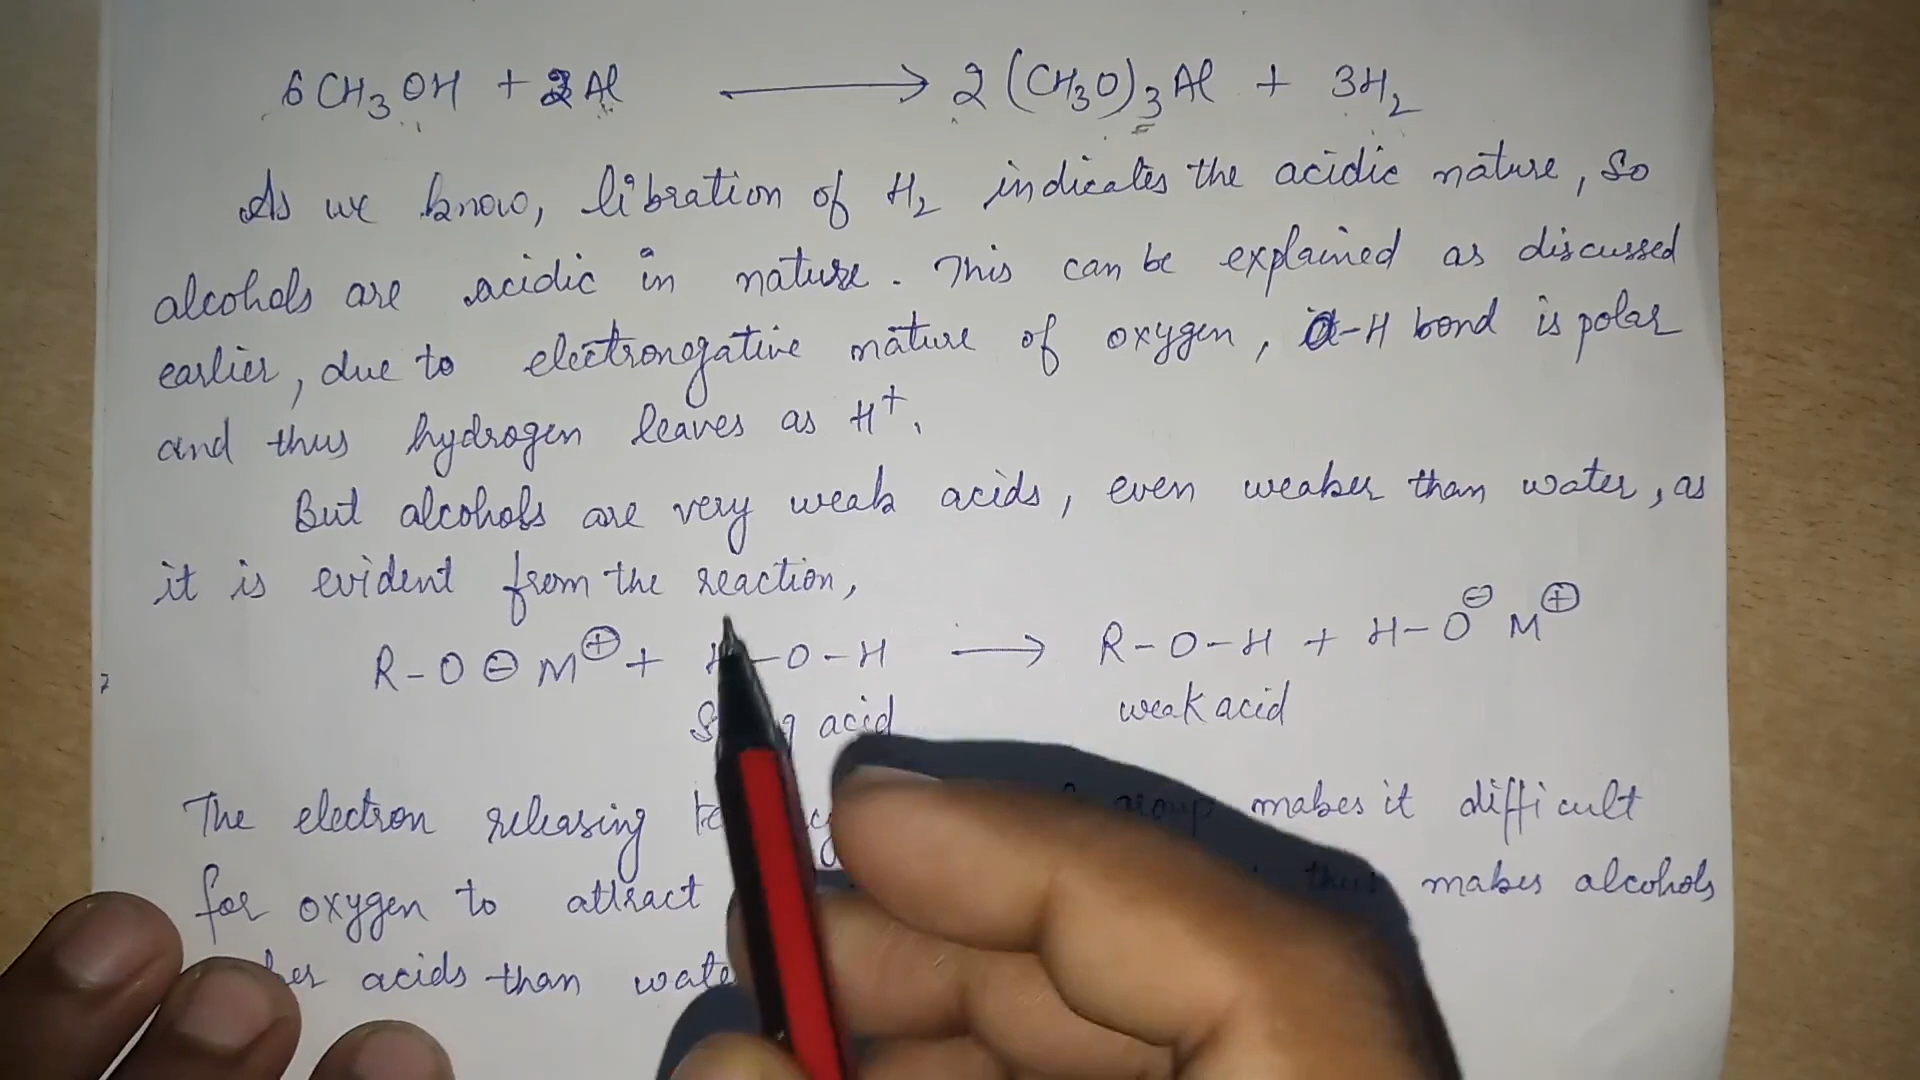 6CH3OH + 2Al ⟶ 2(CH3O)3Al + 3H2
As we know, libration of H2 indicates the acidic nature, so
alcohols are acidic in nature. This can be explained as discussed
earlier, due to electronegative nature of oxygen, O-H bond is polar
and thus hydrogen leaves as H+.
But alcohols are very weak acids, even weaker than water, as
it is evident from the reaction,
R-O ⊖ M⊕ + H-O-H ⟶ R-O-H + H-O⊖ M⊕
acid weak acid
The electron releasing group makes it difficult
for oxygen to attract thus makes alcohols
acids than